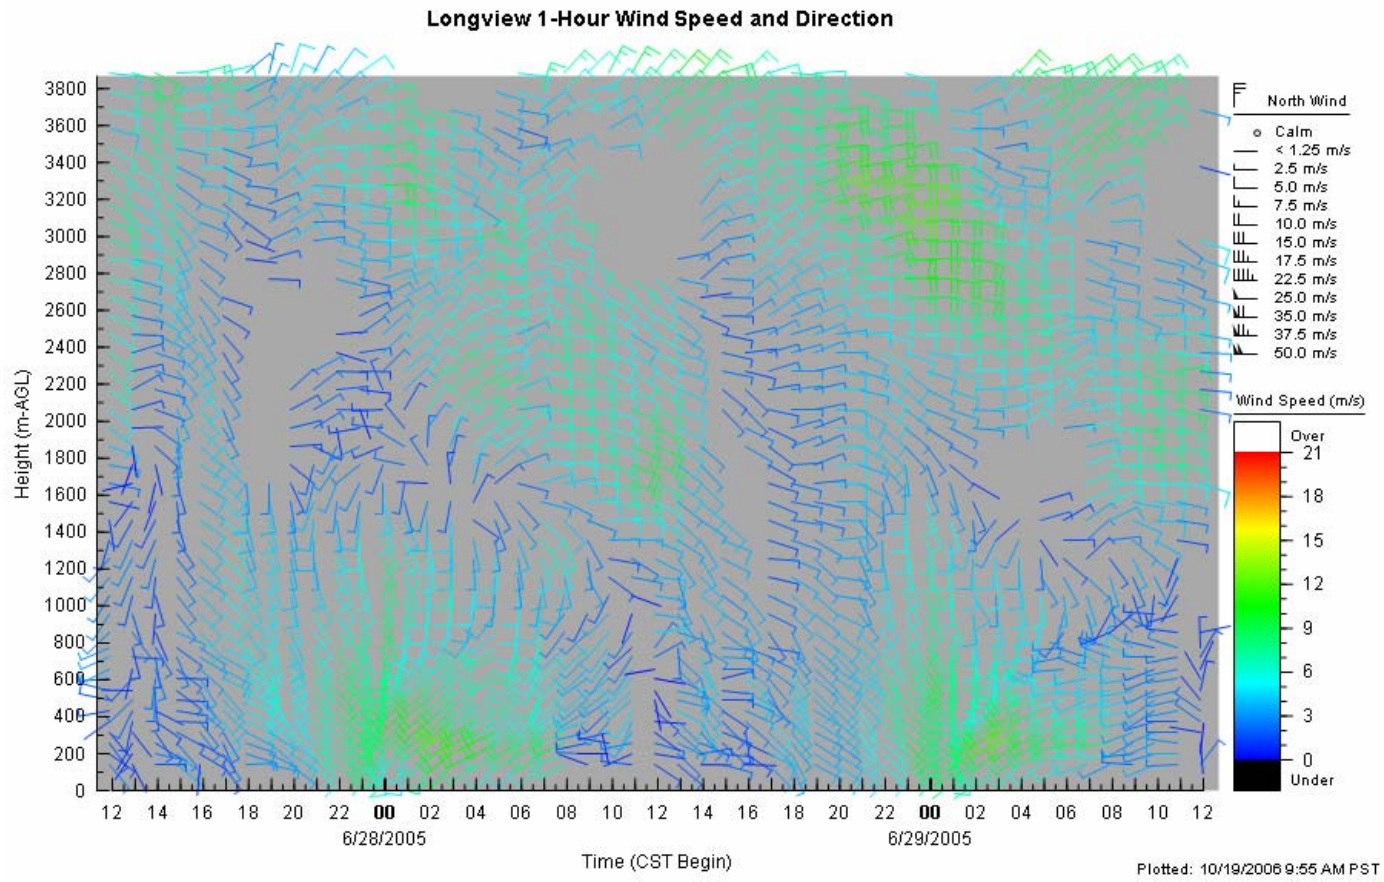 Longview 1-Hour Wind Speed and Direction
3800
3600
3400
3200
3000
2800
2600
2400
2200
2000
1800
1600
1400
1200
1000
800
600
400
200
0
Height (m-AGL)
12 14 16 18 20 22 00 02 04 06 08 10 12 14 16 18 20 22 00 02 04 06 08 10 12
6/28/2005 6/29/2005
Time (CST Begin)
North Wind
Calm
< 1.25 m/s
2.5 m/s
5.0 m/s
7.5 m/s
10.0 m/s
15.0 m/s
17.5 m/s
22.5 m/s
25.0 m/s
35.0 m/s
37.5 m/s
50.0 m/s
Wind Speed (m/s)
Over
21
18
15
12
9
6
3
0
Under
Plotted: 10/19/2006 9:55 AM PST